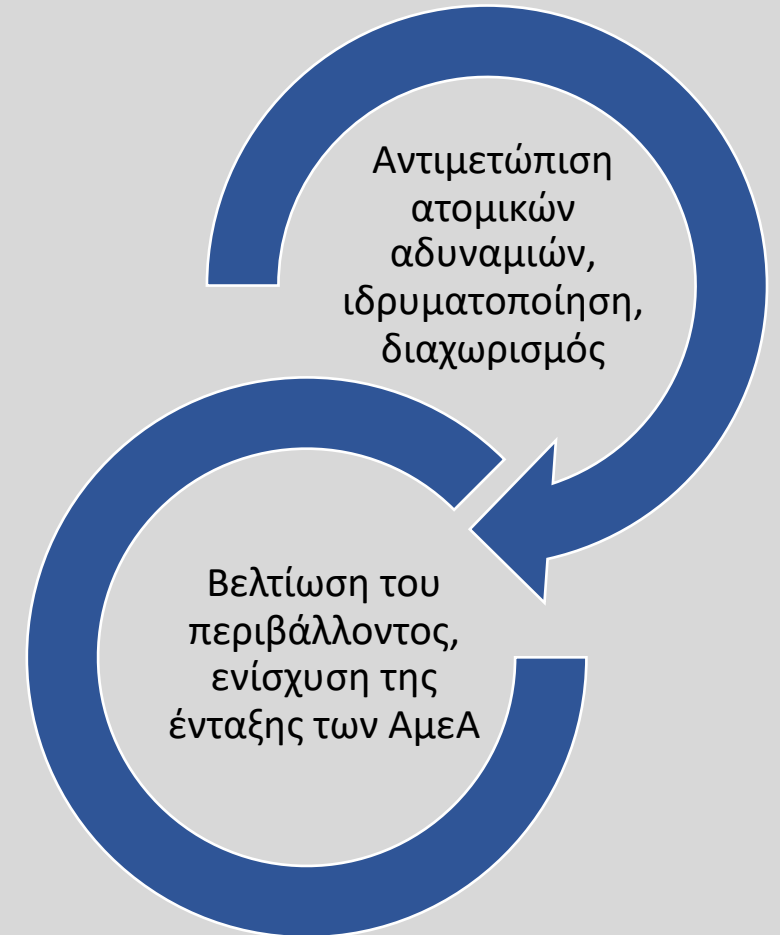 Αντιμετώπιση
ατομικών
αδυναμιών,
ιδρυματοποίηση,
διαχωρισμός
Βελτίωση του
περιβάλλοντος,
ενίσχυση της
ένταξης των ΑμεΑ